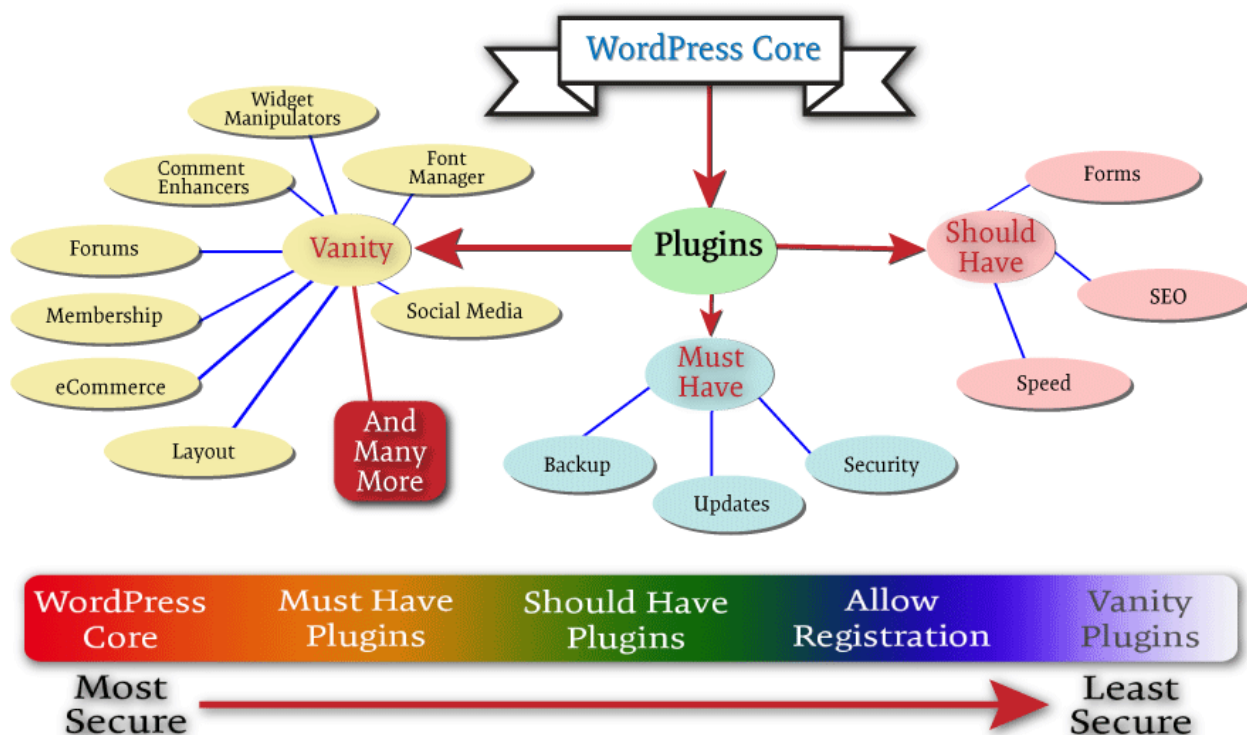 WordPress Core
Widget
Manipulators
Comment
Enhancers
Font
Manager
Forums
Vanity
Membership
Social Media
eCommerce
Layout
And
Many
More
Plugins
Must
Have
Backup
Updates
Security
Should
Have
Forms
SEO
Speed
WordPress
Core
Must Have
Plugins
Should Have
Plugins
Allow
Registration
Vanity
Plugins
Most
Secure
Least
Secure